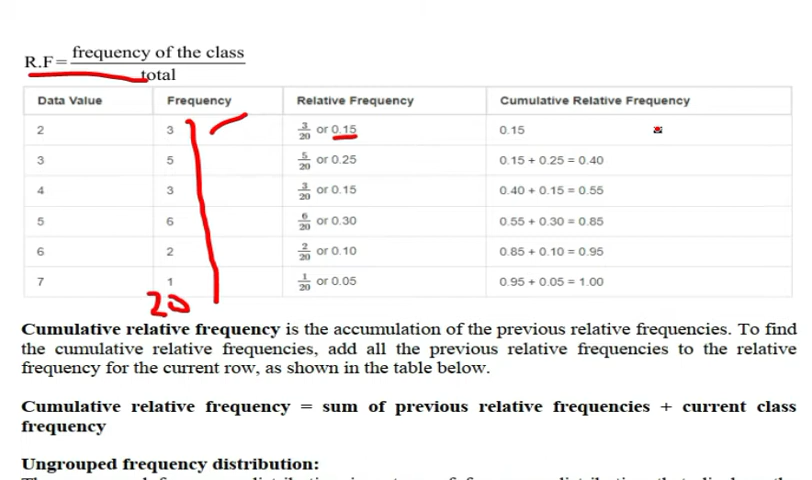 R.F= frequency of the class
total
Data Value Frequency Relative Frequency Cumulative Relative Frequency
2 3 3/20 or 0.15 0.15
3 5 5/20 or 0.25 0.15 + 0.25 = 0.40
4 3 3/20 or 0.15 0.40 + 0.15 = 0.55
5 6 6/20 or 0.30 0.55 + 0.30 = 0.85
6 2 2/20 or 0.10 0.85 + 0.10 = 0.95
7 1 1/20 or 0.05 0.95 + 0.05 = 1.00
20
Cumulative relative frequency is the accumulation of the previous relative frequencies. To find
the cumulative relative frequencies, add all the previous relative frequencies to the relative
frequency for the current row, as shown in the table below.
Cumulative relative frequency = sum of previous relative frequencies + current class
frequency
Ungrouped frequency distribution: